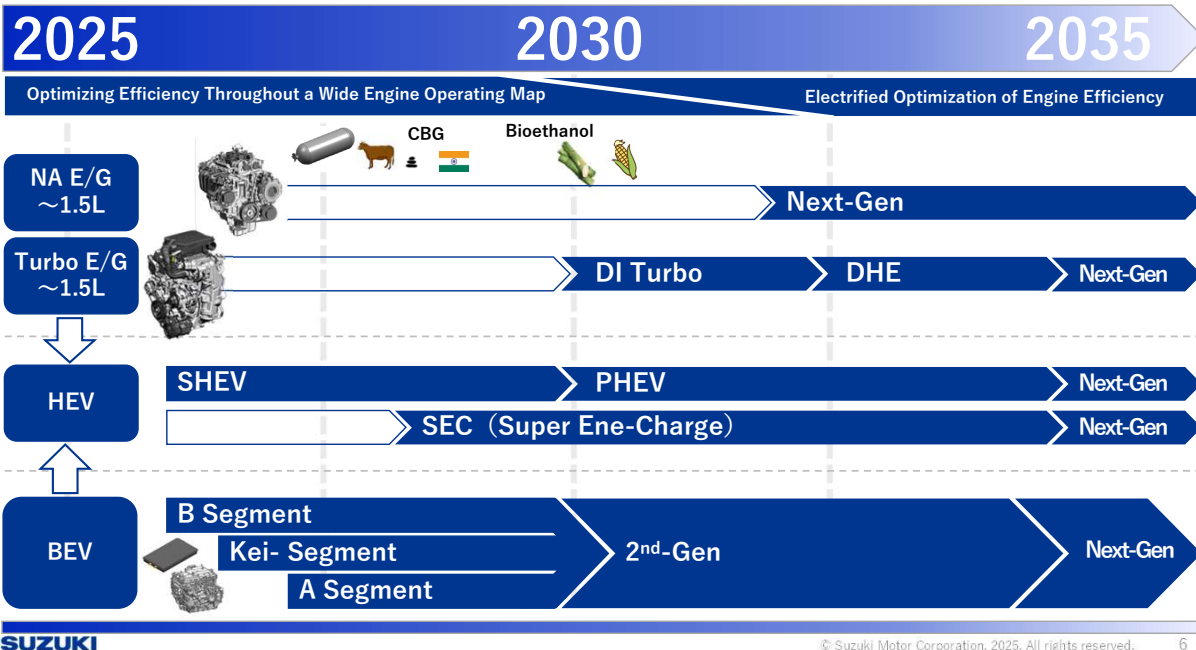 2025 2030 2035
Optimizing Efficiency Throughout a Wide Engine Operating Map
Electrified Optimization of Engine Efficiency
CBG
Bioethanol
NA E/G
～1.5L
Next-Gen
Turbo E/G
～1.5L
DI Turbo
DHE
Next-Gen
HEV
SHEV
PHEV
Next-Gen
SEC（Super Ene-Charge）
Next-Gen
BEV
B Segment
Kei- Segment
A Segment
2nd-Gen
Next-Gen
SUZUKI
© Suzuki Motor Corporation, 2025, All rights reserved.
6